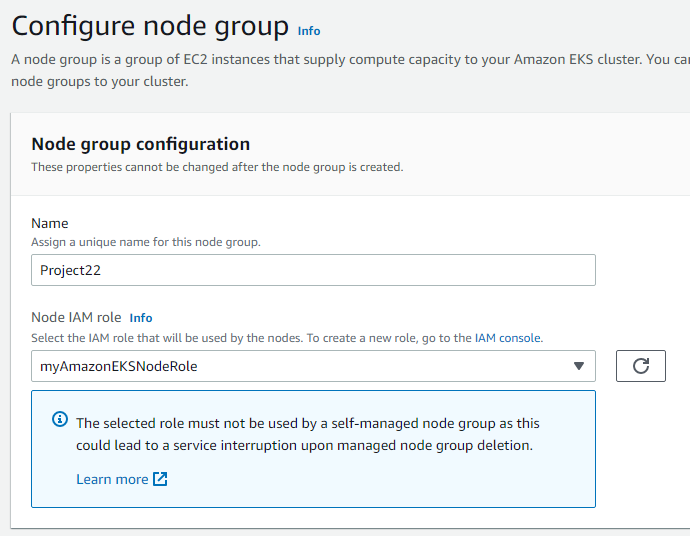 Configure node group Info
A node group is a group of EC2 instances that supply compute capacity to your Amazon EKS cluster. You
node groups to your cluster.
Node group configuration
These properties cannot be changed after the node group is created.
Name
Assign a unique name for this node group.
Project22
Node IAM role Info
Select the IAM role that will be used by the nodes. To create a new role, go to the IAM console.
myAmazonEKSNodeRole
The selected role must not be used by a self-managed node group as this
could lead to a service interruption upon managed node group deletion.
Learn more